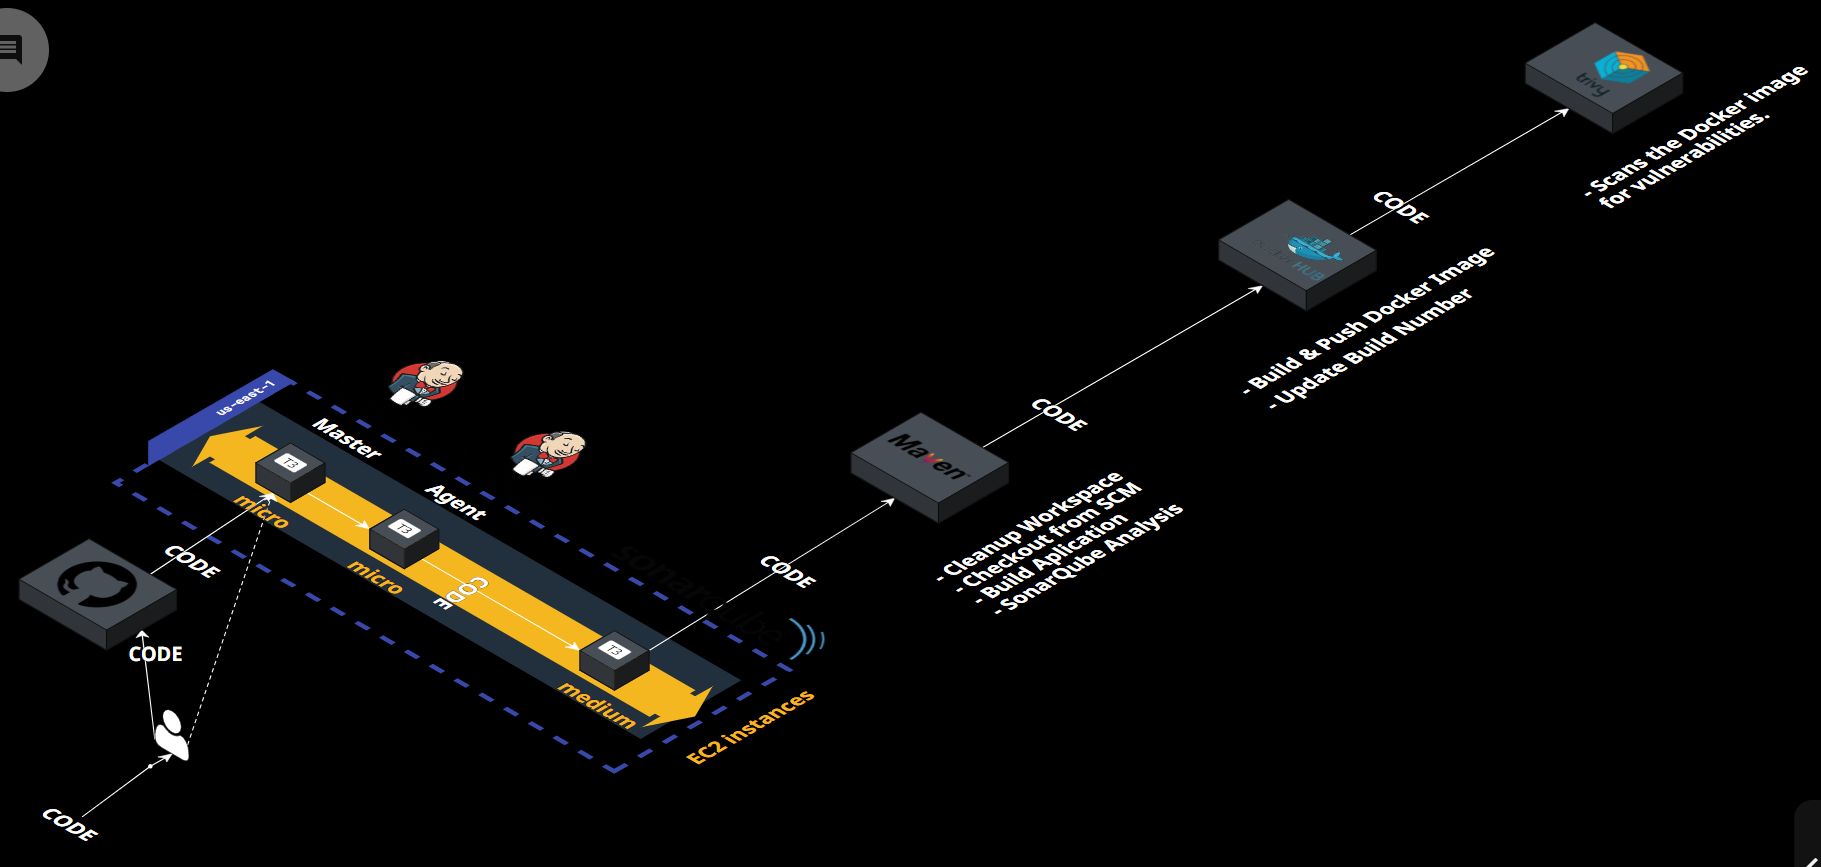 trivy
- Scans the Docker image
for vulnerabilities.
CODE
HUB
- Build & Push Docker Image
- Update Build Number
CODE
Maven
- Cleanup Workspace
- Checkout from SCM
- Build Aplication
- SonarQube Analysis
CODE
us-east-1
Master
Agent
sonarqube
T3
micro
T3
micro
CODE
T3
medium
EC2 instances
CODE
CODE
CODE